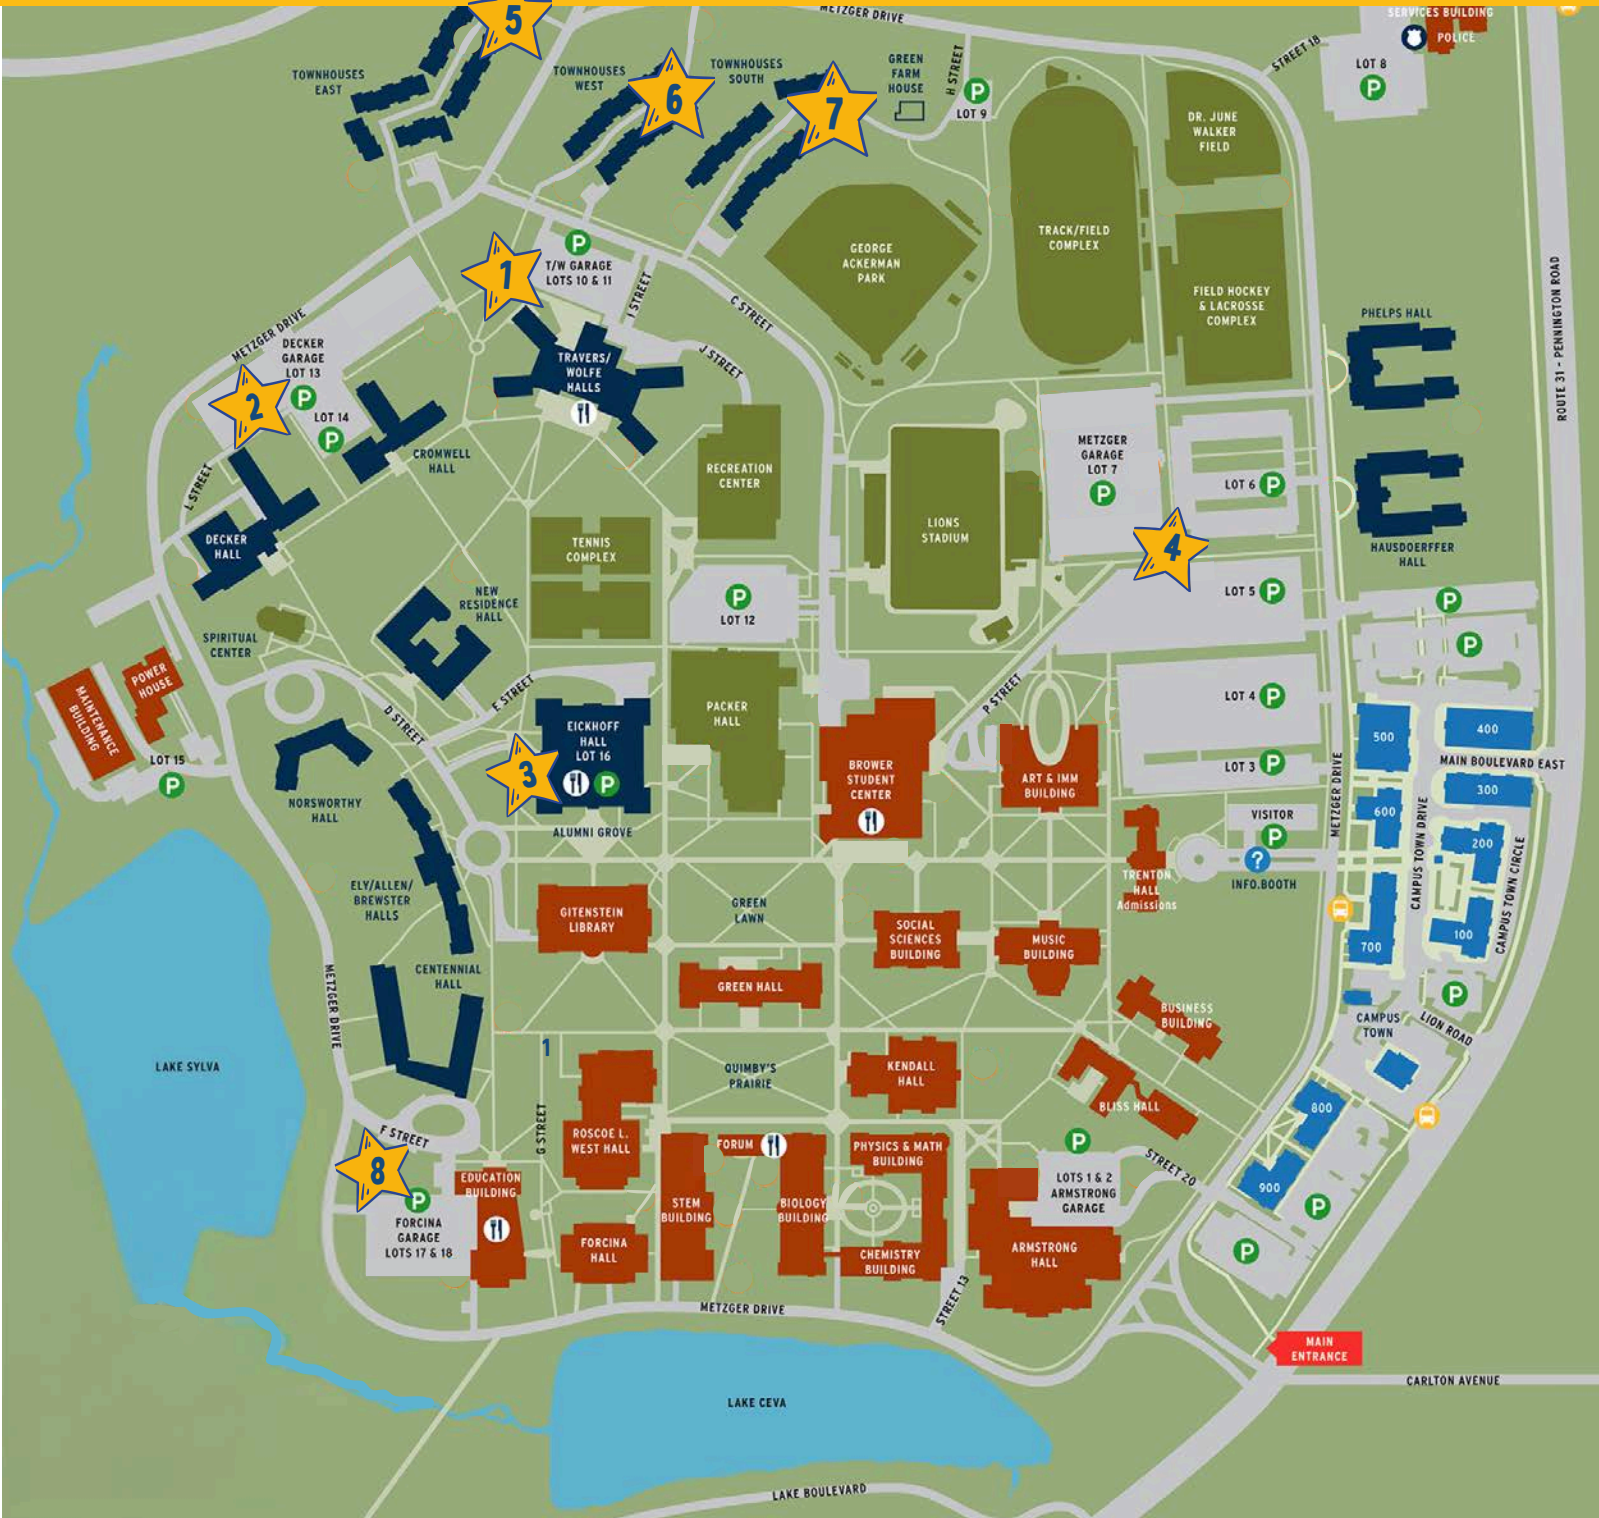 5
METZGER DRIVE
SERVICES BUILDING
POLICE
STREET 18
LOT 8
TOWNHOUSES
EAST
TOWNHOUSES
WEST
6
TOWNHOUSES
SOUTH
7
GREEN
FARM
HOUSE
H STREET
P
LOT 9
P
DR. JUNE
WALKER
FIELD
TRACK/FIELD
COMPLEX
GEORGE
ACKERMAN
PARK
FIELD HOCKEY
& LACROSSE
COMPLEX
1
P
T/W GARAGE
LOTS 10 & 11
I STREET
C STREET
J STREET
METZGER DRIVE
DECKER
GARAGE
LOT 13
P
2
LOT 14
P
TRAVERS/
WOLFE
HALLS
CROMWELL
HALL
L STREET
DECKER
HALL
RECREATION
CENTER
TENNIS
COMPLEX
LIONS
STADIUM
METZGER
GARAGE
LOT 7
P
LOT 6 P
4
LOT 5 P
PHELPS HALL
HAUSDOERFFER
HALL
ROUTE 31 - PENNINGTON ROAD
P
P
NEW
RESIDENCE
HALL
SPIRITUAL
CENTER
P
LOT 12
MAINTENANCE
BUILDING
POWER
HOUSE
LOT 15
P
D STREET
E STREET
EICKHOFF
HALL
LOT 16
P
3
ALUMNI GROVE
PACKER
HALL
BROWER
STUDENT
CENTER
P STREET
ART & IMM
BUILDING
LOT 4 P
LOT 3 P
VISITOR
P
?
INFO.BOOTH
METZGER DRIVE
500
400
MAIN BOULEVARD EAST
300
600
200
CAMPUS TOWN DRIVE
CAMPUS TOWN CIRCLE
100
700
P
CAMPUS
TOWN
LION ROAD
NORSWORTHY
HALL
ELY/ALLEN/
BREWSTER
HALLS
GITENSTEIN
LIBRARY
GREEN
LAWN
SOCIAL
SCIENCES
BUILDING
MUSIC
BUILDING
TRENTON
HALL
Admissions
CENTENNIAL
HALL
GREEN HALL
BUSINESS
BUILDING
METZGER DRIVE
LAKE SYLVA
1
G STREET
QUIMBY'S
PRAIRIE
KENDALL
HALL
BLISS HALL
800
900
P
P
F STREET
8
P
FORCINA
GARAGE
LOTS 17 & 18
EDUCATION
BUILDING
ROSCOE L.
WEST HALL
FORCINA
HALL
FORUM
STEM
BUILDING
BIOLOGY
BUILDING
PHYSICS & MATH
BUILDING
CHEMISTRY
BUILDING
P
LOTS 1 & 2
ARMSTRONG
GARAGE
STREET 20
ARMSTRONG
HALL
STREET 13
METZGER DRIVE
MAIN
ENTRANCE
CARLTON AVENUE
LAKE CEVA
LAKE BOULEVARD